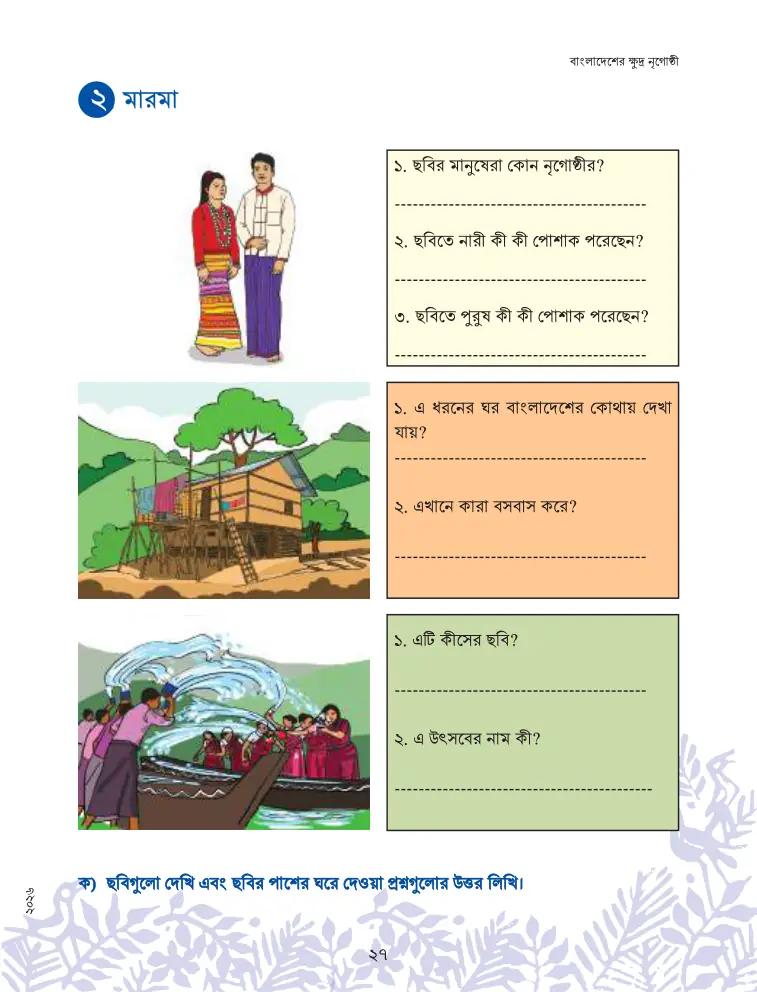 বাংলাদেশের ক্ষুদ্র নৃগোষ্ঠী
২ মারমা
১. ছবির মানুষেরা কোন নৃগোষ্ঠীর?
------------------------------------------
২. ছবিতে নারী কী কী পোশাক পরেছেন?
------------------------------------------
৩. ছবিতে পুরুষ কী কী পোশাক পরেছেন?
------------------------------------------
১. এ ধরনের ঘর বাংলাদেশের কোথায় দেখা
যায়?
------------------------------------------
২. এখানে কারা বসবাস করে?
------------------------------------------
১. এটি কীসের ছবি?
------------------------------------------
২. এ উৎসবের নাম কী?
-------------------------------------------
ক) ছবিগুলো দেখি এবং ছবির পাশের ঘরে দেওয়া প্রশ্নগুলোর উত্তর লিখি।
২০২৬
২৭